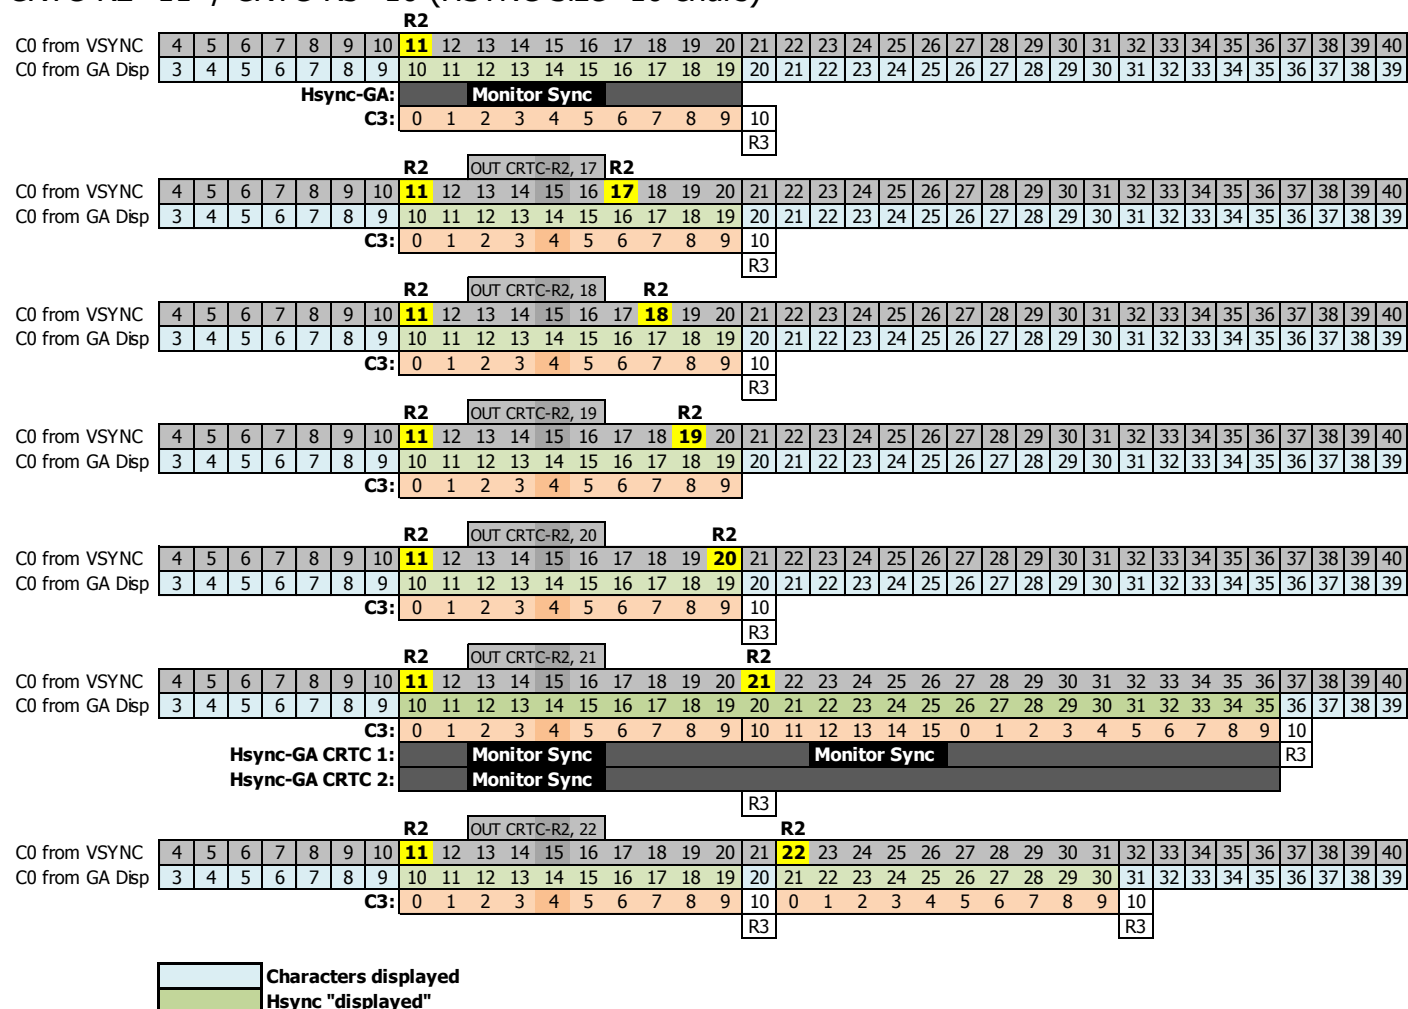 R2
C0 from VSYNC 4 5 6 7 8 9 10 11 12 13 14 15 16 17 18 19 20 21 22 23 24 25 26 27 28 29 30 31 32 33 34 35 36 37 38 39 40
C0 from GA Disp 3 4 5 6 7 8 9 10 11 12 13 14 15 16 17 18 19 20 21 22 23 24 25 26 27 28 29 30 31 32 33 34 35 36 37 38 39
Hsync-GA: Monitor Sync
C3: 0 1 2 3 4 5 6 7 8 9 10
R3
R2 OUT CRTC-R2, 17 R2
C0 from VSYNC 4 5 6 7 8 9 10 11 12 13 14 15 16 17 18 19 20 21 22 23 24 25 26 27 28 29 30 31 32 33 34 35 36 37 38 39 40
C0 from GA Disp 3 4 5 6 7 8 9 10 11 12 13 14 15 16 17 18 19 20 21 22 23 24 25 26 27 28 29 30 31 32 33 34 35 36 37 38 39
C3: 0 1 2 3 4 5 6 7 8 9 10
R3
R2 OUT CRTC-R2, 18 R2
C0 from VSYNC 4 5 6 7 8 9 10 11 12 13 14 15 16 17 18 19 20 21 22 23 24 25 26 27 28 29 30 31 32 33 34 35 36 37 38 39 40
C0 from GA Disp 3 4 5 6 7 8 9 10 11 12 13 14 15 16 17 18 19 20 21 22 23 24 25 26 27 28 29 30 31 32 33 34 35 36 37 38 39
C3: 0 1 2 3 4 5 6 7 8 9 10
R3
R2 OUT CRTC-R2, 19 R2
C0 from VSYNC 4 5 6 7 8 9 10 11 12 13 14 15 16 17 18 19 20 21 22 23 24 25 26 27 28 29 30 31 32 33 34 35 36 37 38 39 40
C0 from GA Disp 3 4 5 6 7 8 9 10 11 12 13 14 15 16 17 18 19 20 21 22 23 24 25 26 27 28 29 30 31 32 33 34 35 36 37 38 39
C3: 0 1 2 3 4 5 6 7 8 9
R2 OUT CRTC-R2, 20 R2
C0 from VSYNC 4 5 6 7 8 9 10 11 12 13 14 15 16 17 18 19 20 21 22 23 24 25 26 27 28 29 30 31 32 33 34 35 36 37 38 39 40
C0 from GA Disp 3 4 5 6 7 8 9 10 11 12 13 14 15 16 17 18 19 20 21 22 23 24 25 26 27 28 29 30 31 32 33 34 35 36 37 38 39
C3: 0 1 2 3 4 5 6 7 8 9 10
R3
R2 OUT CRTC-R2, 21 R2
C0 from VSYNC 4 5 6 7 8 9 10 11 12 13 14 15 16 17 18 19 20 21 22 23 24 25 26 27 28 29 30 31 32 33 34 35 36 37 38 39 40
C0 from GA Disp 3 4 5 6 7 8 9 10 11 12 13 14 15 16 17 18 19 20 21 22 23 24 25 26 27 28 29 30 31 32 33 34 35 36 37 38 39
C3: 0 1 2 3 4 5 6 7 8 9 10 11 12 13 14 15 0 1 2 3 4 5 6 7 8 9 10
Hsync-GA CRTC 1: Monitor Sync Monitor Sync R3
Hsync-GA CRTC 2: Monitor Sync
R3
R2 OUT CRTC-R2, 22 R2
C0 from VSYNC 4 5 6 7 8 9 10 11 12 13 14 15 16 17 18 19 20 21 22 23 24 25 26 27 28 29 30 31 32 33 34 35 36 37 38 39 40
C0 from GA Disp 3 4 5 6 7 8 9 10 11 12 13 14 15 16 17 18 19 20 21 22 23 24 25 26 27 28 29 30 31 32 33 34 35 36 37 38 39
C3: 0 1 2 3 4 5 6 7 8 9 10 0 1 2 3 4 5 6 7 8 9 10
R3 R3
Characters displayed
Hsync "displayed"